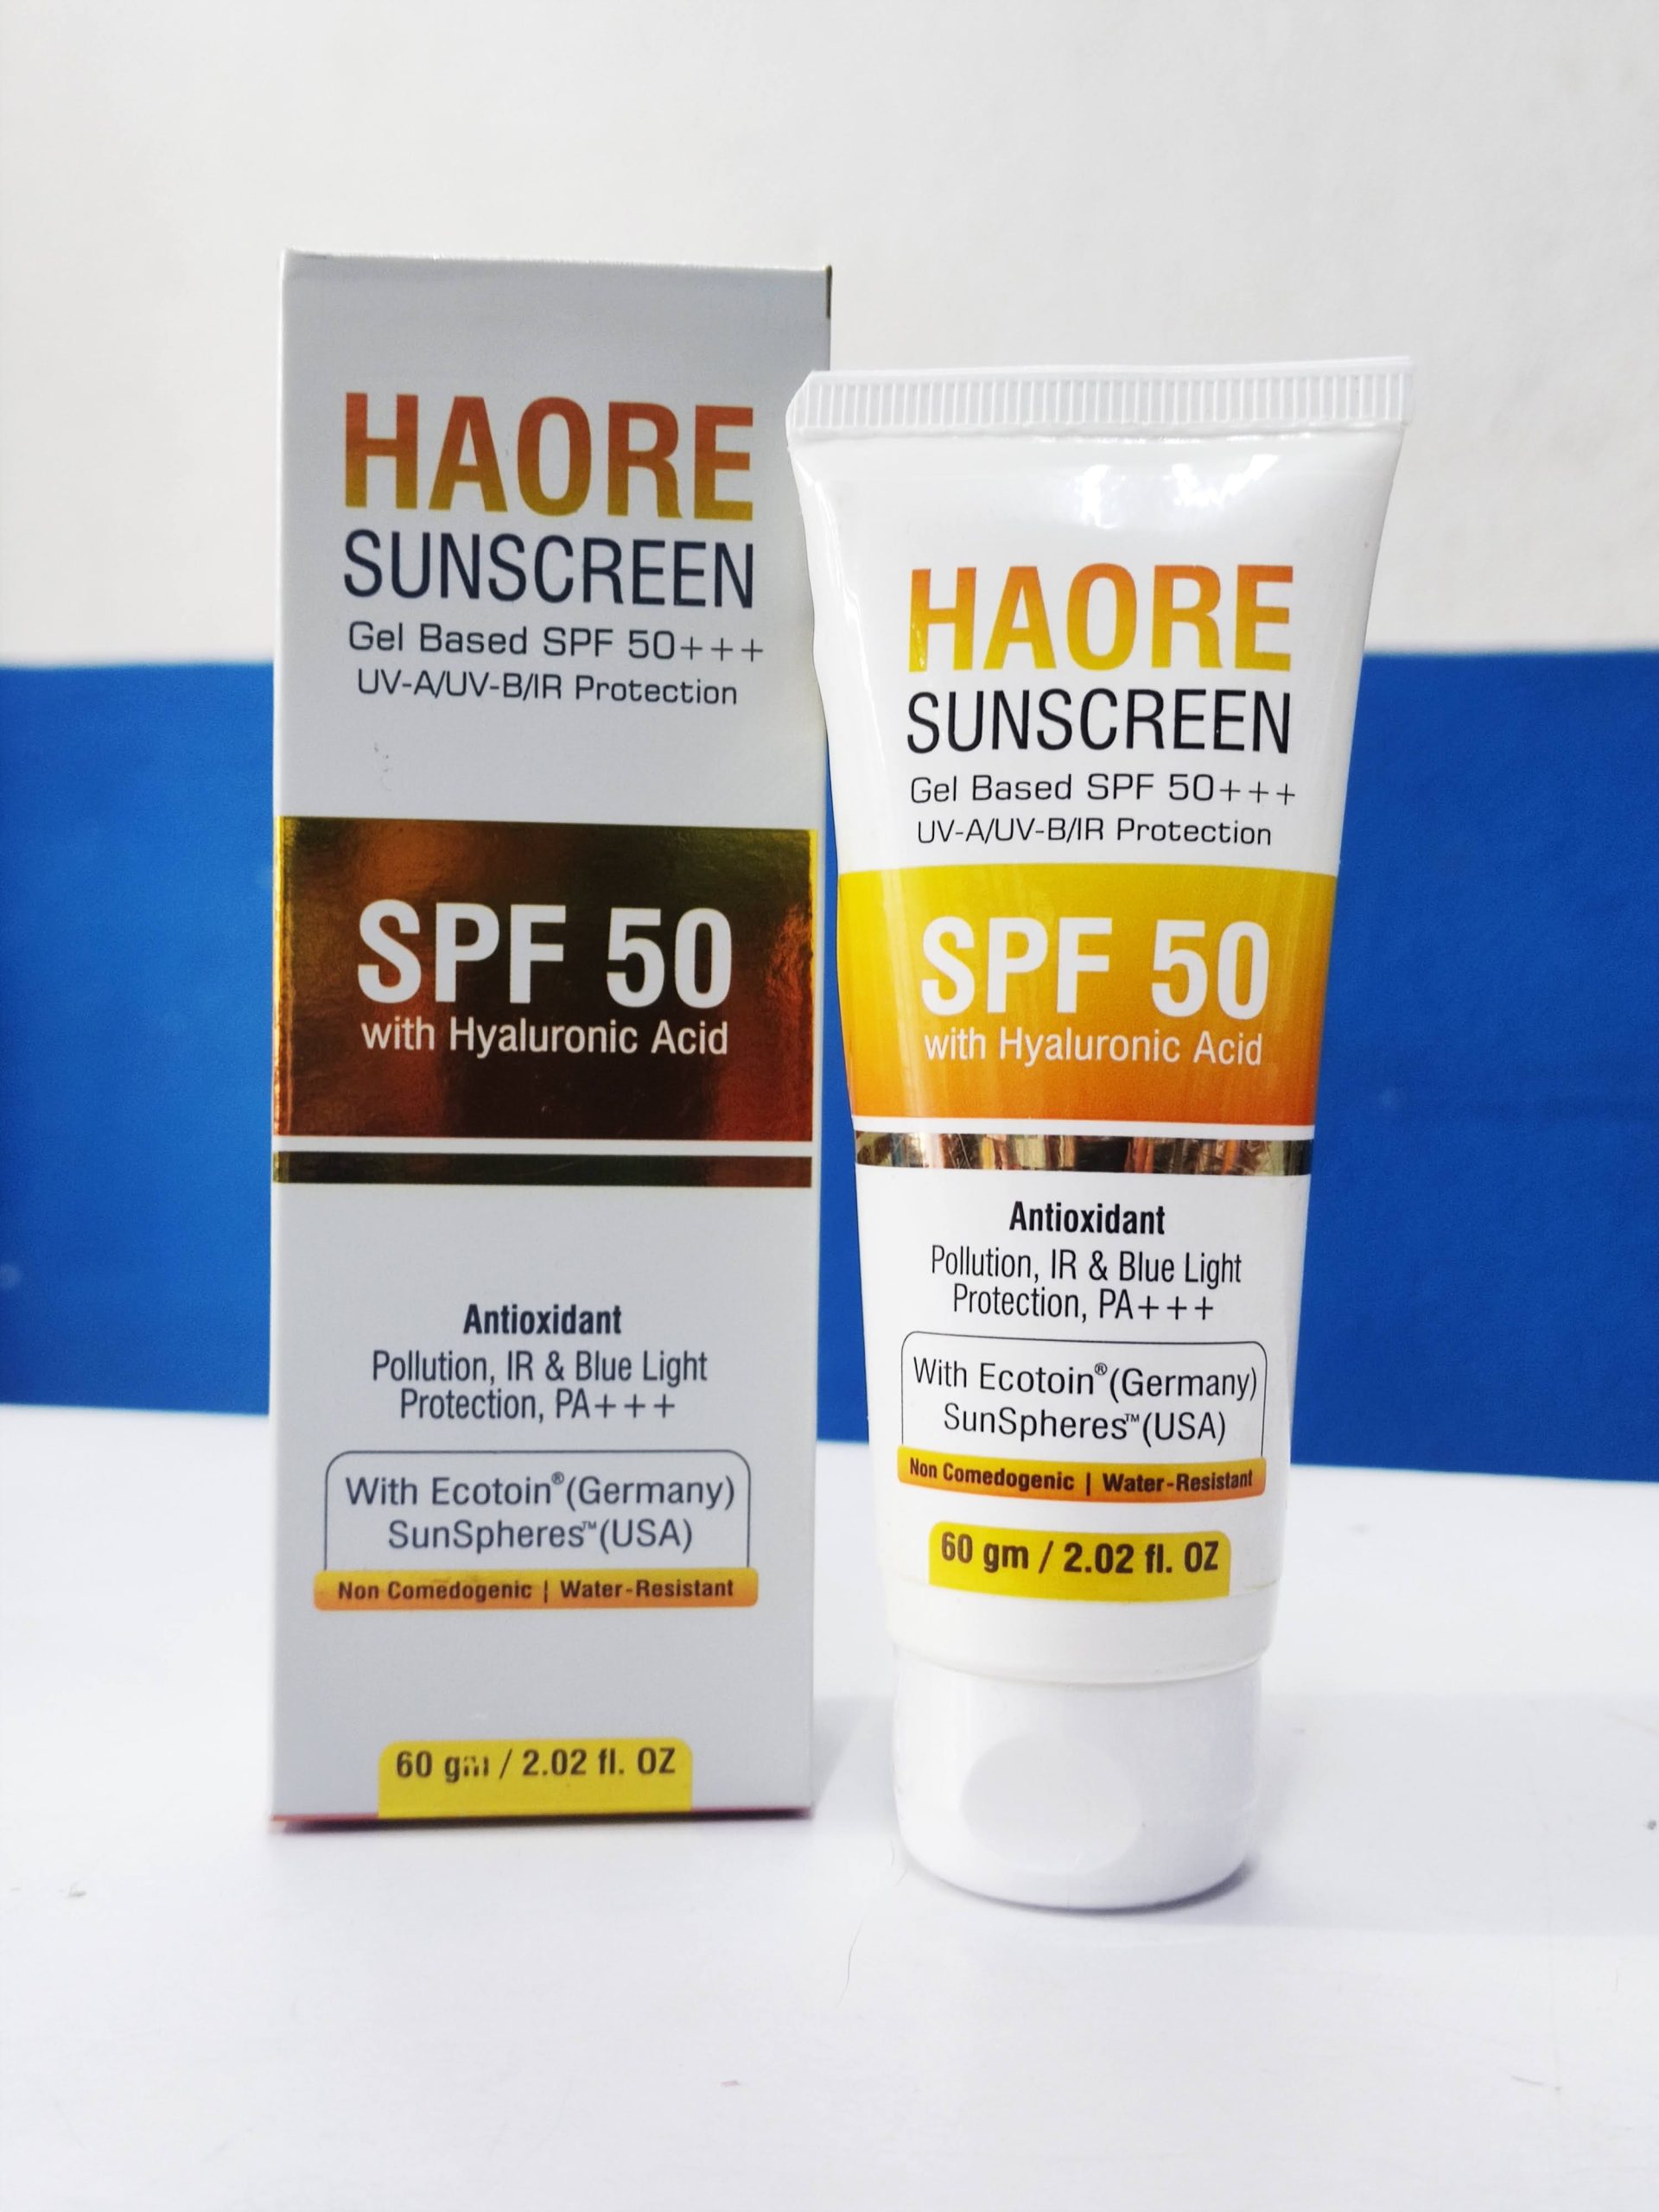 HAORE
SUNSCREEN
Gel Based SPF 50+++
UV-A/UV-B/IR Protection
SPF 50
with Hyaluronic Acid
Antioxidant
Pollution, IR & Blue Light
Protection, PA+++
With Ecotoin®(Germany)
SunSpheres™(USA)
Non Comedogenic | Water-Resistant
60 gm / 2.02 fl. OZ
HAORE
SUNSCREEN
Gel Based SPF 50+++
UV-A/UV-B/IR Protection
SPF 50
with Hyaluronic Acid
Antioxidant
Pollution, IR & Blue Light
Protection, PA+++
With Ecotoin®(Germany)
SunSpheres™(USA)
Non Comedogenic | Water-Resistant
60 gm / 2.02 fl. OZ